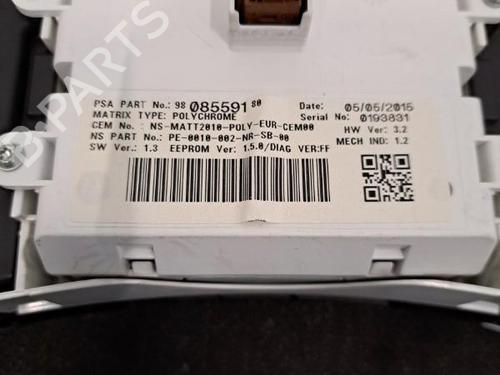 PSA PART No.: 98 085591 80 Date: 05/05/2015
MATRIX TYPE: POLYCHROME Serial No: 0193831
CEM No.: NS-MATT2010-POLY-EUR-CEM00 HW Ver: 3.2
NS PART No.: PE-0010-002-NR-SB-00 MECH IND: 1.2
SW Ver.: 1.3 EEPROM Ver: 1.5.0/DIAG VER:FF
B-PARTS